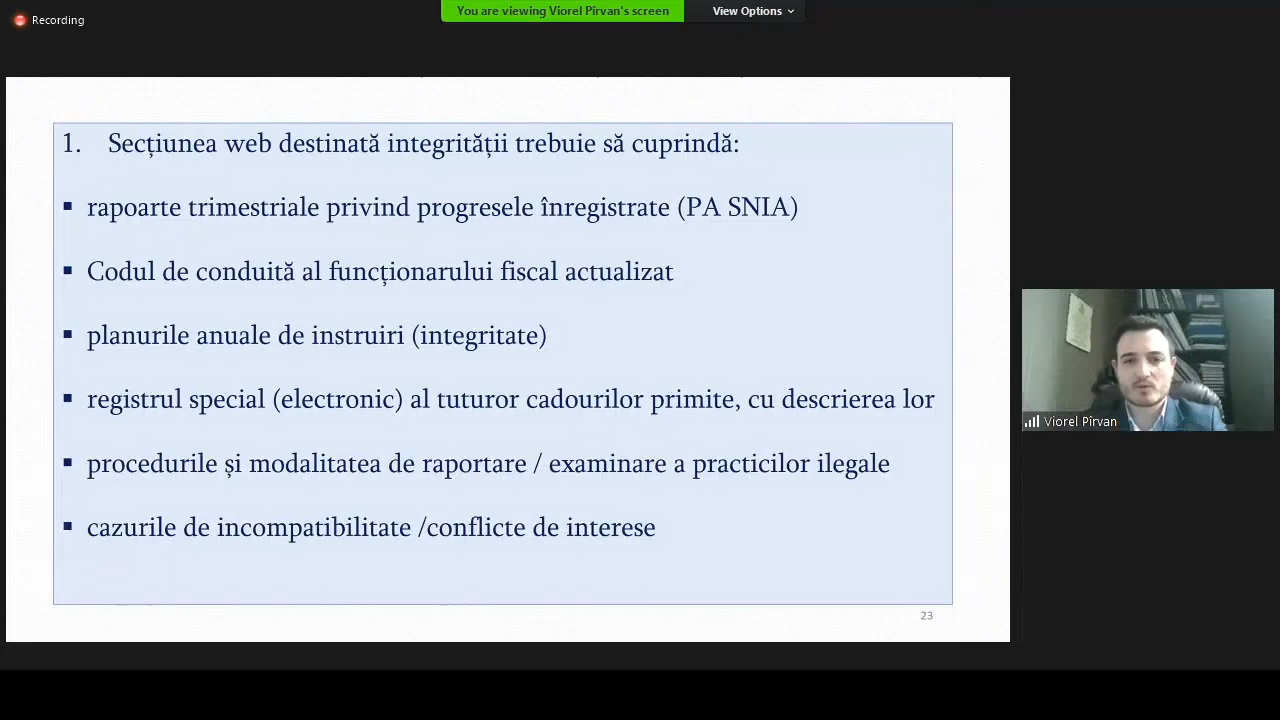 Recording
You are viewing Viorel Pîrvan's screen
View Options
1. Secțiunea web destinată integrității trebuie să cuprindă:
▪ rapoarte trimestriale privind progresele înregistrate (PA SNIA)
▪ Codul de conduită al funcționarului fiscal actualizat
▪ planurile anuale de instruiri (integritate)
▪ registrul special (electronic) al tuturor cadourilor primite, cu descrierea lor
▪ procedurile și modalitatea de raportare / examinare a practicilor ilegale
▪ cazurile de incompatibilitate /conflicte de interese
23
Viorel Pîrvan